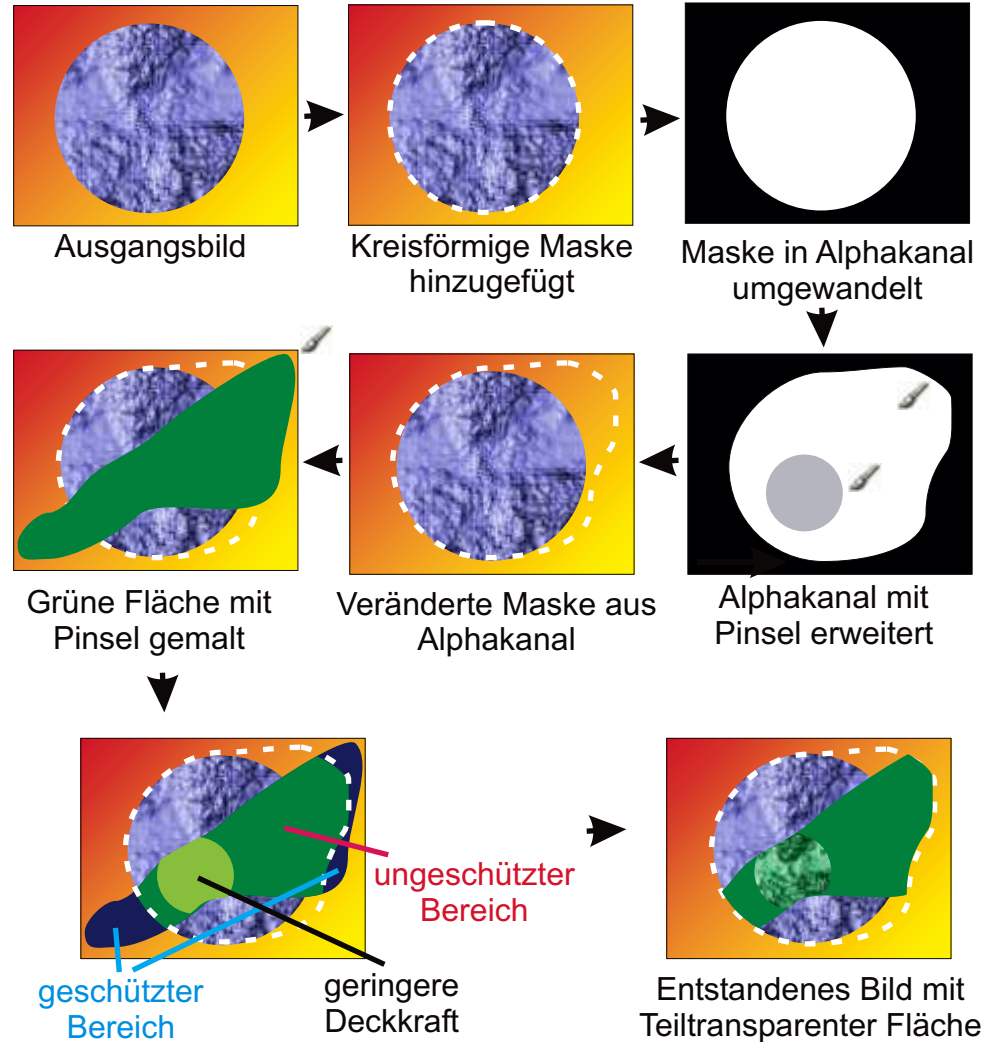 Ausgangsbild
Kreisförmige Maske
hinzugefügt
Maske in Alphakanal
umgewandelt
Grüne Fläche mit
Pinsel gemalt
Veränderte Maske aus
Alphakanal
Alphakanal mit
Pinsel erweitert
ungeschützter
Bereich
geschützter
Bereich
geringere
Deckkraft
Entstandenes Bild mit
Teiltransparenter Fläche